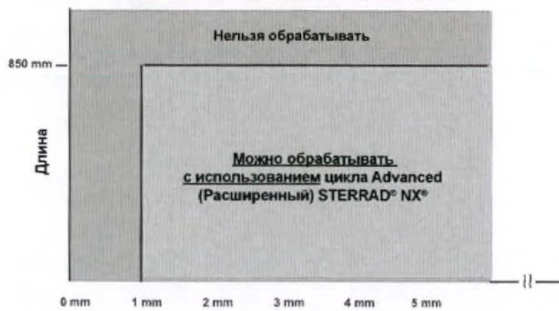 Нельзя обрабатывать
850 mm
Длина
Можно обрабатывать
с использованием цикла Advanced
(Расширенный) STERRAD® NX®
0 mm 1 mm 2 mm 3 mm 4 mm 5 mm